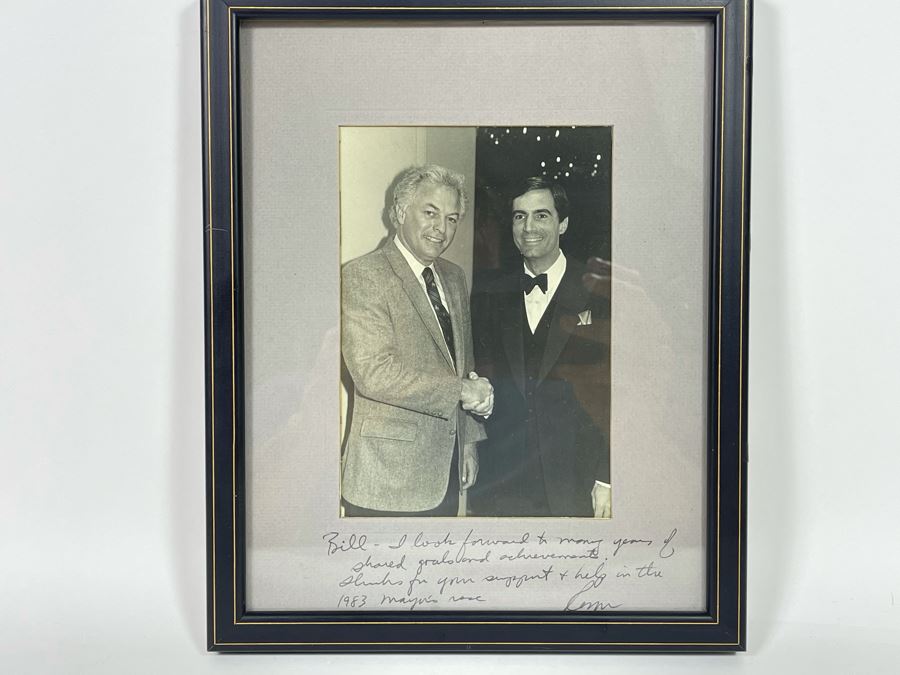 Bill - I look forward to many years of
shared goals and achievements!
Thanks for your support + help in the
1983 Mayor's race